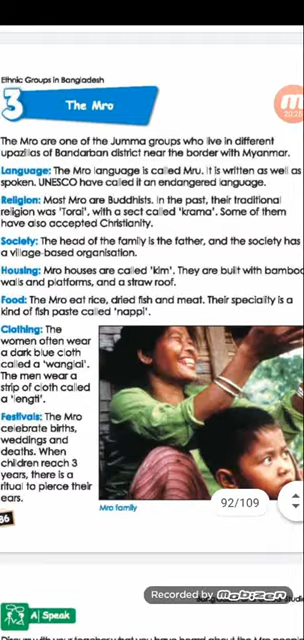 Ethnic Groups in Bangladesh
3
The Mro
The Mro are one of the Jumma groups who live in different
upazillas of Bandarban district near the border with Myanmar.
Language: The Mro language is called Mru. It is written as well as
spoken. UNESCO have called it an endangered language.
Religion: Most Mro are Buddhists. In the past, their traditional
religion was 'Torai', with a sect called 'krama'. Some of them
have also accepted Christianity.
Society: The head of the family is the father, and the society has
a village-based organisation.
Housing: Mro houses are called 'kim'. They are built with bamboo
walls and platforms, and a straw roof.
Food: The Mro eat rice, dried fish and meat. Their speciality is a
kind of fish paste called 'nappi'.
Clothing: The
women often wear
a dark blue cloth
called a 'wanglai'.
The men wear a
strip of cloth called
a 'lengti'.
Festivals: The Mro
celebrate births,
weddings and
deaths. When
children reach 3
years, there is a
ritual to pierce their
ears.
Mro family
92/109
86
Recorded by mobizen
A Speak